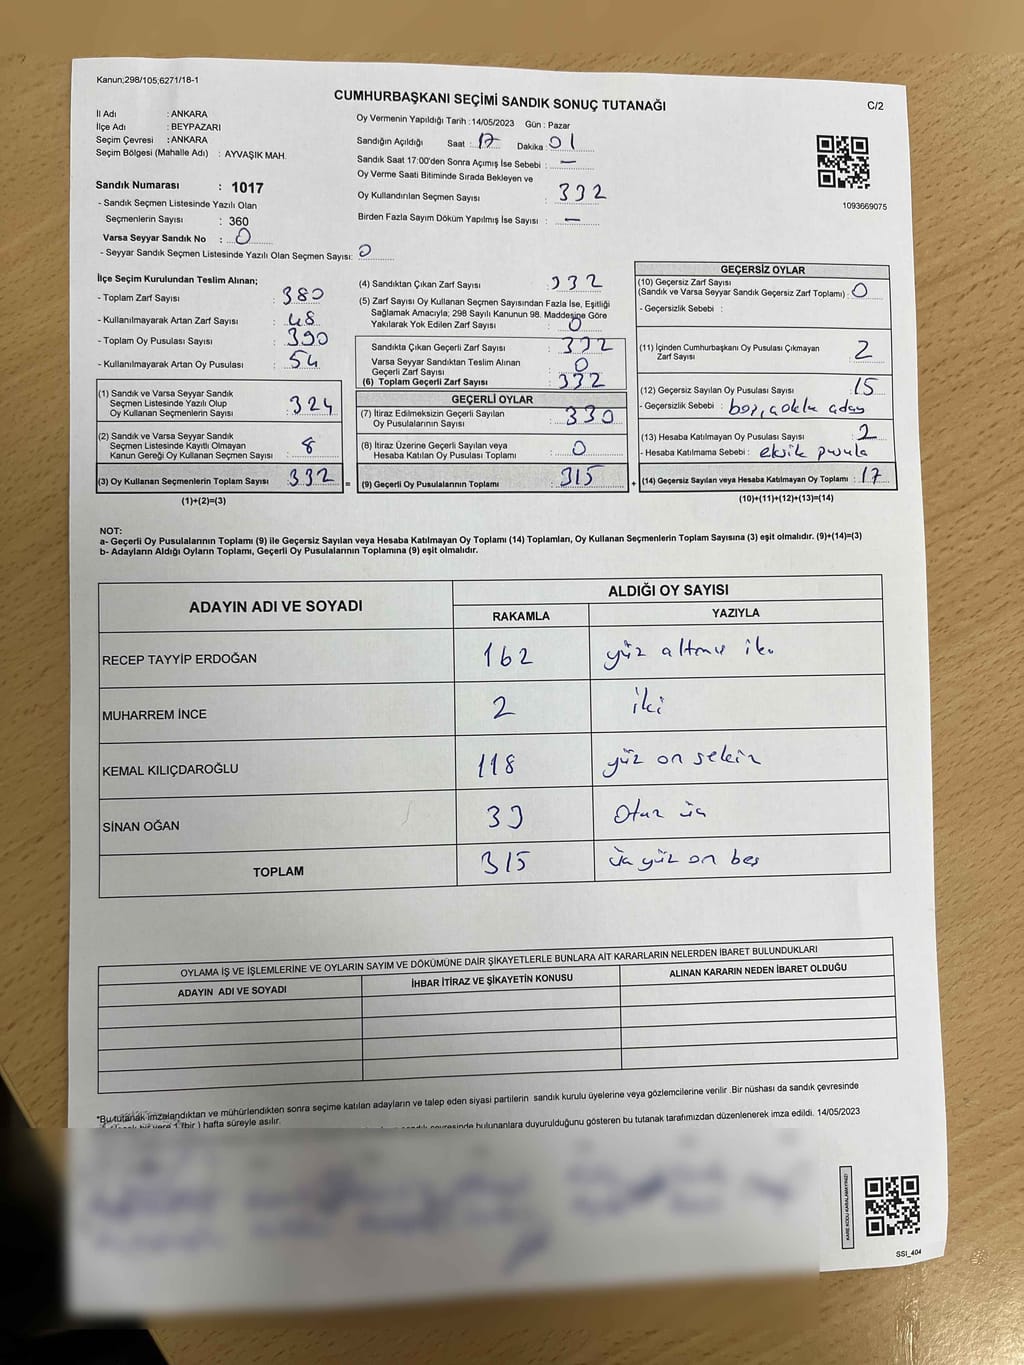 Kanun;298/105;6271/18-1
CUMHURBAŞKANI SEÇİMİ SANDIK SONUÇ TUTANAĞI
C/2
İl Adı : ANKARA
İlçe Adı : BEYPAZARI
Seçim Çevresi : ANKARA
Seçim Bölgesi (Mahalle Adı) : AYVAŞIK MAH.
Sandık Numarası : 1017
- Sandık Seçmen Listesinde Yazılı Olan
Seçmenlerin Sayısı : 360
Varsa Seyyar Sandık No : 0
- Seyyar Sandık Seçmen Listesinde Yazılı Olan Seçmen Sayısı: 0
Oy Vermenin Yapıldığı Tarih :14/05/2023 Gün : Pazar
Sandığın Açıldığı Saat : 17 Dakika : 01
Sandık Saat 17:00'den Sonra Açımış İse Sebebi : —
Oy Verme Saati Bitiminde Sırada Bekleyen ve
Oy Kullandırılan Seçmen Sayısı : 332
Birden Fazla Sayım Döküm Yapılmış İse Sayısı : —
1093669075
İlçe Seçim Kurulundan Teslim Alınan;
- Toplam Zarf Sayısı : 380
- Kullanılmayarak Artan Zarf Sayısı : 48
- Toplam Oy Pusulası Sayısı : 390
- Kullanılmayarak Artan Oy Pusulası : 54
(1) Sandık ve Varsa Seyyar Sandık
Seçmen Listesinde Yazılı Olup
Oy Kullanan Seçmenlerin Sayısı : 324
(2) Sandık ve Varsa Seyyar Sandık
Seçmen Listesinde Kayıtlı Olmayan
Kanun Gereği Oy Kullanan Seçmen Sayısı : 8
(3) Oy Kullanan Seçmenlerin Toplam Sayısı : 332 =
(1)+(2)=(3)
(4) Sandıktan Çıkan Zarf Sayısı : 332
(5) Zarf Sayısı Oy Kullanan Seçmen Sayısından Fazla İse, Eşitliği
Sağlamak Amacıyla; 298 Sayılı Kanunun 98. Maddesine Göre
Yakılarak Yok Edilen Zarf Sayısı : 0
Sandıkta Çıkan Geçerli Zarf Sayısı : 332
Varsa Seyyar Sandıktan Teslim Alınan
Geçerli Zarf Sayısı : 0
(6) Toplam Geçerli Zarf Sayısı : 332
GEÇERLİ OYLAR
(7) İtiraz Edilmeksizin Geçerli Sayılan
Oy Pusulalarının Sayısı : 330
(8) İtiraz Üzerine Geçerli Sayılan veya
Hesaba Katılan Oy Pusulası Toplamı : 0
(9) Geçerli Oy Pusulalarının Toplamı : 315 +
GEÇERSİZ OYLAR
(10) Geçersiz Zarf Sayısı
(Sandık ve Varsa Seyyar Sandık Geçersiz Zarf Toplamı) : 0
- Geçersizlik Sebebi :
(11) İçinden Cumhurbaşkanı Oy Pusulası Çıkmayan
Zarf Sayısı : 2
(12) Geçersiz Sayılan Oy Pusulası Sayısı : 15
- Geçersizlik Sebebi : boş, aday
(13) Hesaba Katılmayan Oy Pusulası Sayısı : 2
- Hesaba Katılmama Sebebi : eksik pusula
(14) Geçersiz Sayılan veya Hesaba Katılmayan Oy Toplamı : 17
(10)+(11)+(12)+(13)=(14)
NOT:
a- Geçerli Oy Pusulalarının Toplamı (9) ile Geçersiz Sayılan veya Hesaba Katılmayan Oy Toplamı (14) Toplamları, Oy Kullanan Seçmenlerin Toplam Sayısına (3) eşit olmalıdır. (9)+(14)=(3)
b- Adayların Aldığı Oyların Toplamı, Geçerli Oy Pusulalarının Toplamına (9) eşit olmalıdır.
ADAYIN ADI VE SOYADI ALDIĞI OY SAYISI
RAKAMLA YAZIYLA
RECEP TAYYİP ERDOĞAN 162 yüz altmış iki
MUHARREM İNCE 2 iki
KEMAL KILIÇDAROĞLU 118 yüz on sekiz
SİNAN OĞAN 33 Otuz üç
TOPLAM 315 üç yüz on beş
OYLAMA İŞ VE İŞLEMLERİNE VE OYLARIN SAYIM VE DÖKÜMÜNE DAİR ŞİKAYETLERLE BUNLARA AİT KARARLARIN NELERDEN İBARET BULUNDUKLARI
ADAYIN ADI VE SOYADI İHBAR İTİRAZ VE ŞİKAYETİN KONUSU ALINAN KARARIN NEDEN İBARET OLDUĞU
*Bu tutanak imzalandıktan ve mühürlendikten sonra seçime katılan adayların ve talep eden siyasi partilerin sandık kurulu üyelerine veya gözlemcilerine verilir .Bir nüshası da sandık çevresinde
bir yere 1 (bir ) hafta süreyle asılır.
çevresinde bulunanlara duyurulduğunu gösteren bu tutanak tarafımızdan düzenlenerek imza edildi. 14/05/2023
KARE KODU KARALAMAYINIZ!
SSİ_404